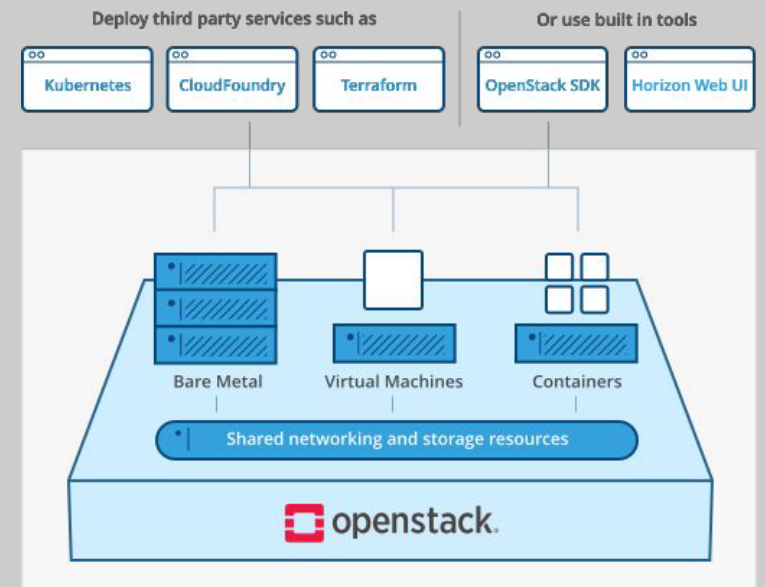 Deploy third party services such as
Or use built in tools
Kubernetes
CloudFoundry
Terraform
OpenStack SDK
Horizon Web UI
Bare Metal
Virtual Machines
Containers
Shared networking and storage resources
openstack.